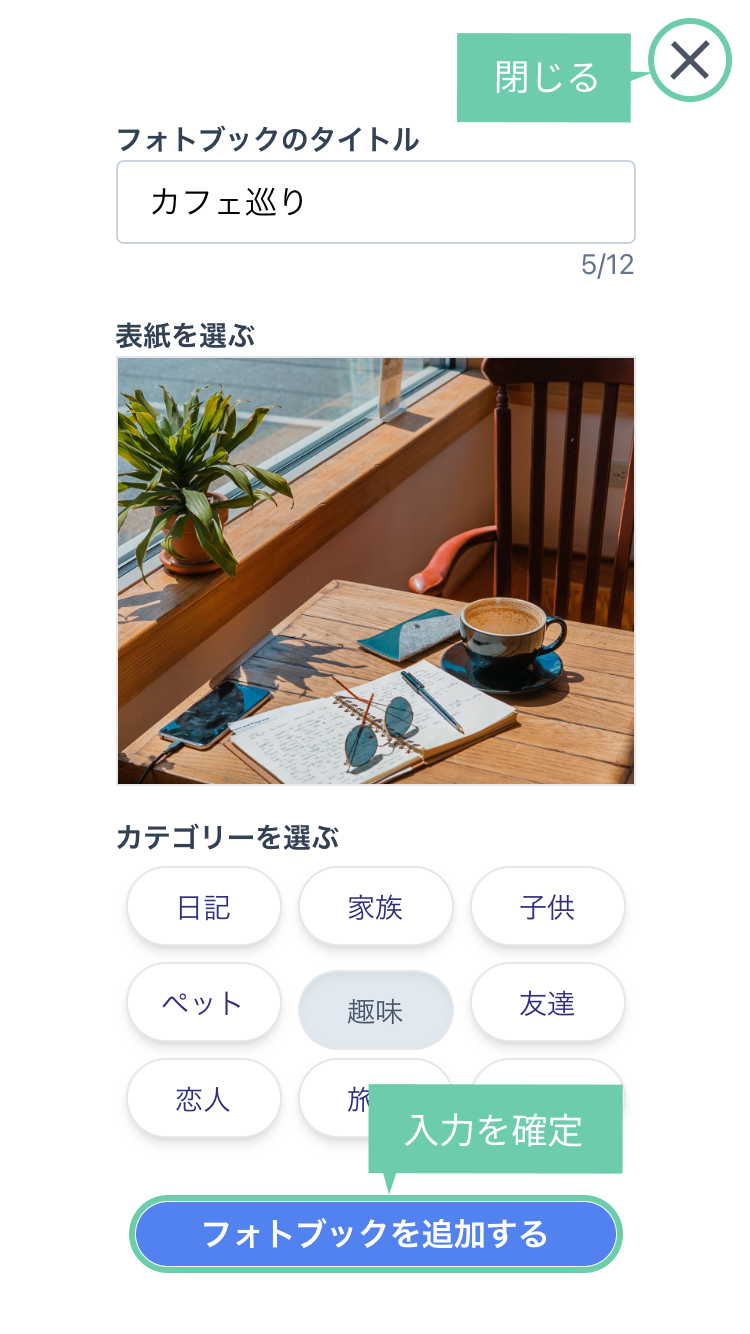 閉じる
フォトブックのタイトル
カフェ巡り
5/12
表紙を選ぶ
カテゴリーを選ぶ
日記 家族 子供
ペット 趣味 友達
恋人 旅
入力を確定
フォトブックを追加する